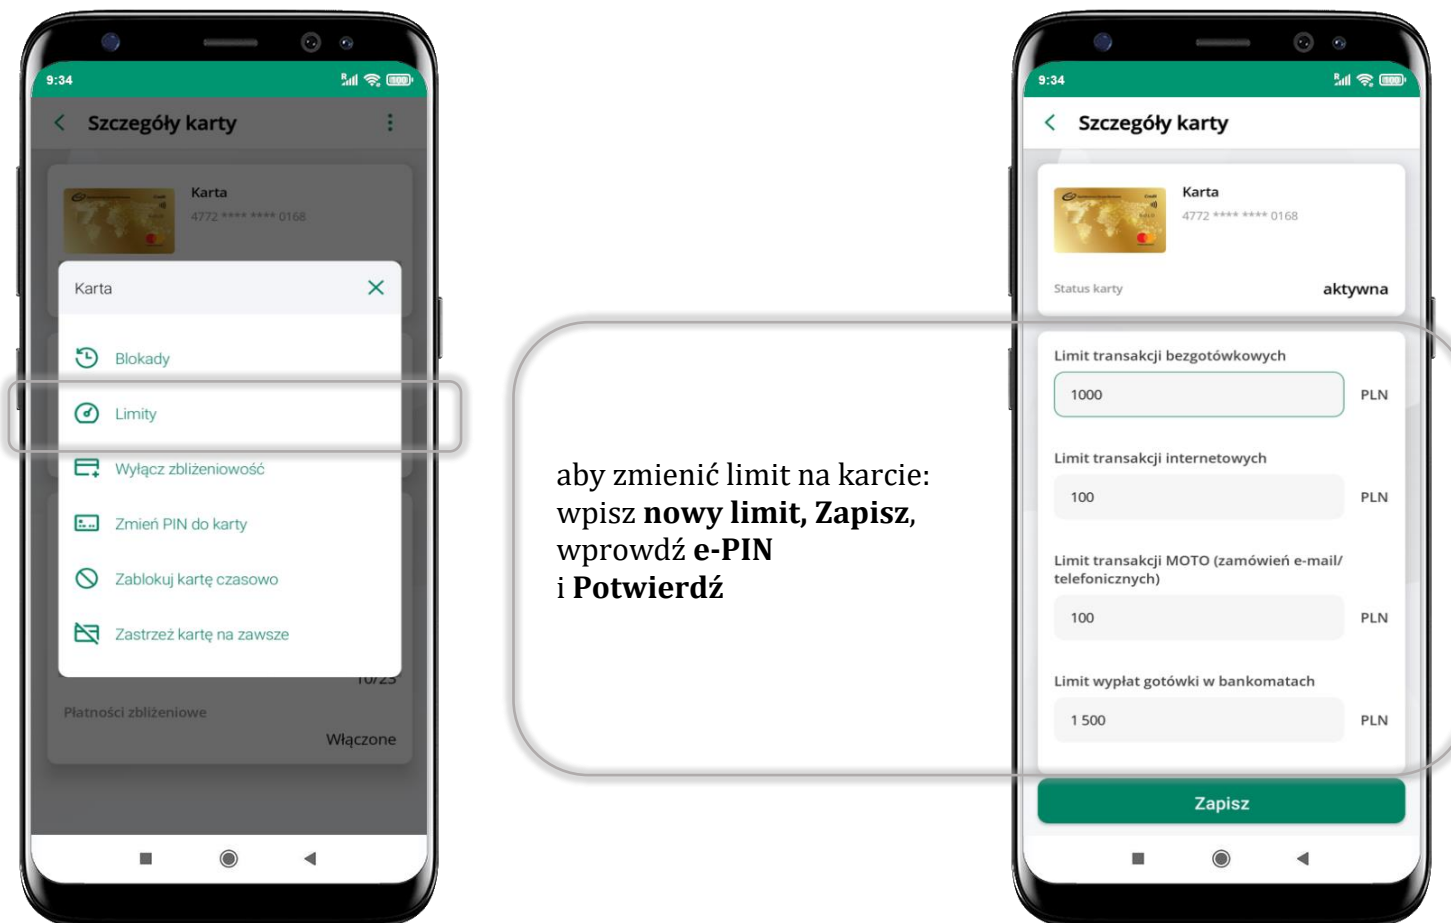 9:34
Szczegóły karty
Karta
4772 **** **** 0168
Karta
Blokady
Limity
Wyłącz zbliżeniowość
Zmień PIN do karty
Zablokuj kartę czasowo
Zastrzeż kartę na zawsze
10/25
Płatności zbliżeniowe
Włączone
aby zmienić limit na karcie:
wpisz nowy limit, Zapisz,
wprowdź e-PIN
i Potwierdź
9:34
Szczegóły karty
Karta
4772 **** **** 0168
Status karty aktywna
Limit transakcji bezgotówkowych
1000 PLN
Limit transakcji internetowych
100 PLN
Limit transakcji MOTO (zamówień e-mail/
telefonicznych)
100 PLN
Limit wypłat gotówki w bankomatach
1 500 PLN
Zapisz